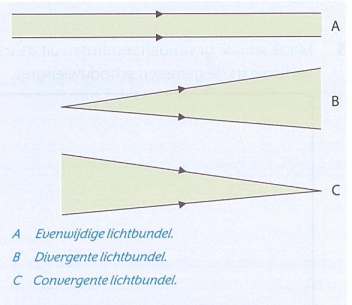 A
B
C
A Evenwijdige lichtbundel.
B Divergente lichtbundel.
C Convergente lichtbundel.